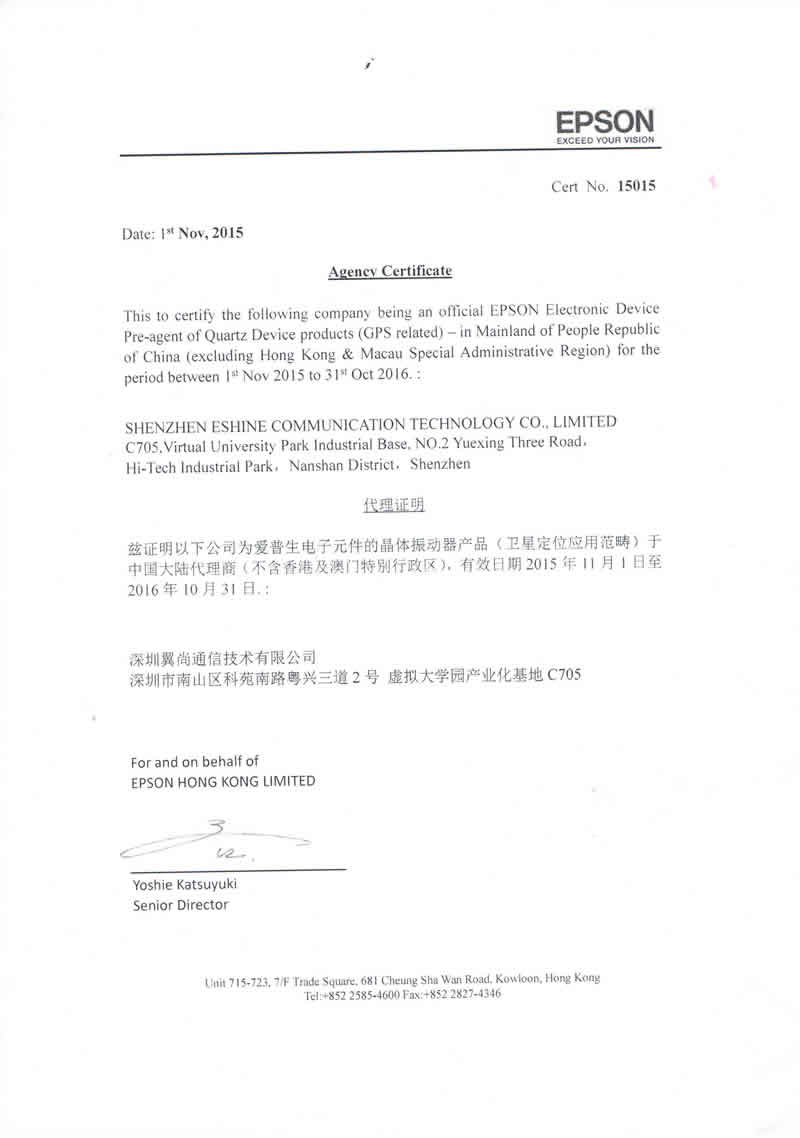 EPSON
EXCEED YOUR VISION
Cert No. 15015
Date: 1st Nov, 2015
Agency Certificate
This to certify the following company being an official EPSON Electronic Device
Pre-agent of Quartz Device products (GPS related) – in Mainland of People Republic
of China (excluding Hong Kong & Macau Special Administrative Region) for the
period between 1st Nov 2015 to 31st Oct 2016. :
SHENZHEN ESHINE COMMUNICATION TECHNOLOGY CO., LIMITED
C705,Virtual University Park Industrial Base, NO.2 Yuexing Three Road,
Hi-Tech Industrial Park, Nanshan District, Shenzhen
代理证明
兹证明以下公司为爱普生电子元件的晶体振动器产品（卫星定位应用范畴）于
中国大陆代理商（不含香港及澳门特别行政区），有效日期 2015 年 11 月 1 日至
2016 年 10 月 31 日.:
深圳翼尚通信技术有限公司
深圳市南山区科苑南路粤兴三道 2 号 虚拟大学园产业化基地 C705
For and on behalf of
EPSON HONG KONG LIMITED
Yoshie Katsuyuki
Senior Director
Unit 715-723, 7/F Trade Square, 681 Cheung Sha Wan Road, Kowloon, Hong Kong
Tel:+852 2585-4600 Fax:+852 2827-4346